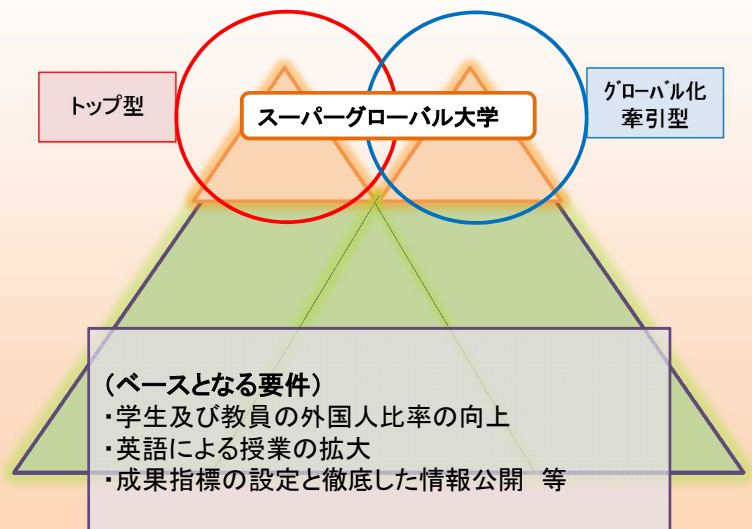 トップ型
スーパーグローバル大学
グローバル化
牽引型
(ベースとなる要件)
・学生及び教員の外国人比率の向上
・英語による授業の拡大
・成果指標の設定と徹底した情報公開　等